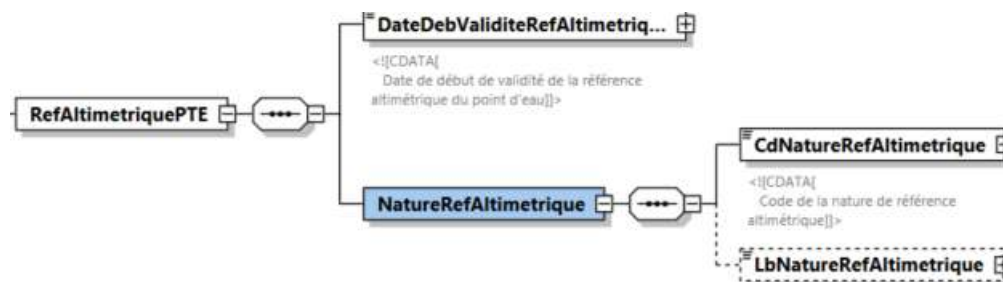 DateDebValiditeRefAltimetriq...
<![CDATA[
Date de début de validité de la référence
altimétrique du point d'eau]]>
RefAltimetriquePTE
CdNatureRefAltimetrique
<![CDATA[
Code de la nature de référence
altimétrique]]>
NatureRefAltimetrique
LbNatureRefAltimetrique